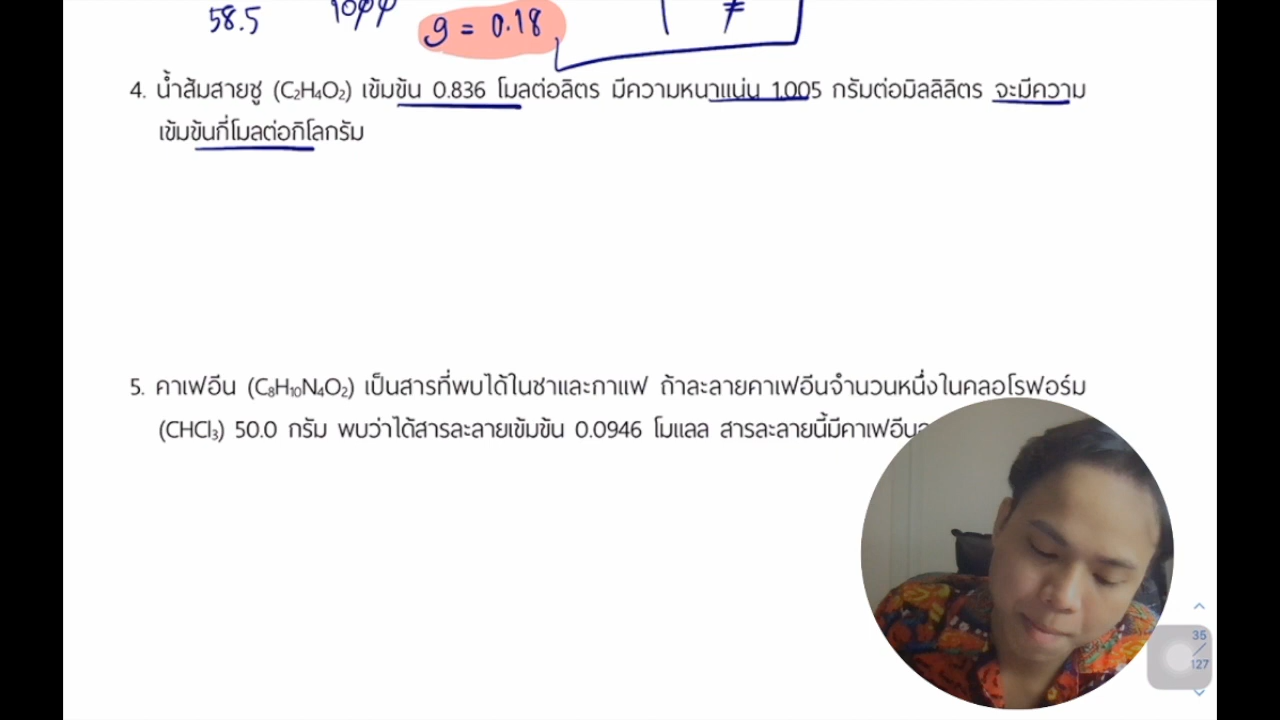 58.5
g = 0.18
4. น้ำส้มสายชู (C₂H₄O₂) เข้มข้น 0.836 โมลต่อลิตร มีความหนาแน่น 1.005 กรัมต่อมิลลิลิตร จะมีความ
เข้มข้นกี่โมลต่อกิโลกรัม
5. คาเฟอีน (C₈H₁₀N₄O₂) เป็นสารที่พบได้ในชาและกาแฟ ถ้าละลายคาเฟอีนจำนวนหนึ่งในคลอโรฟอร์ม
(CHCl₃) 50.0 กรัม พบว่าได้สารละลายเข้มข้น 0.0946 โมแลล สารละลายนี้มีคาเฟอีน
35
127